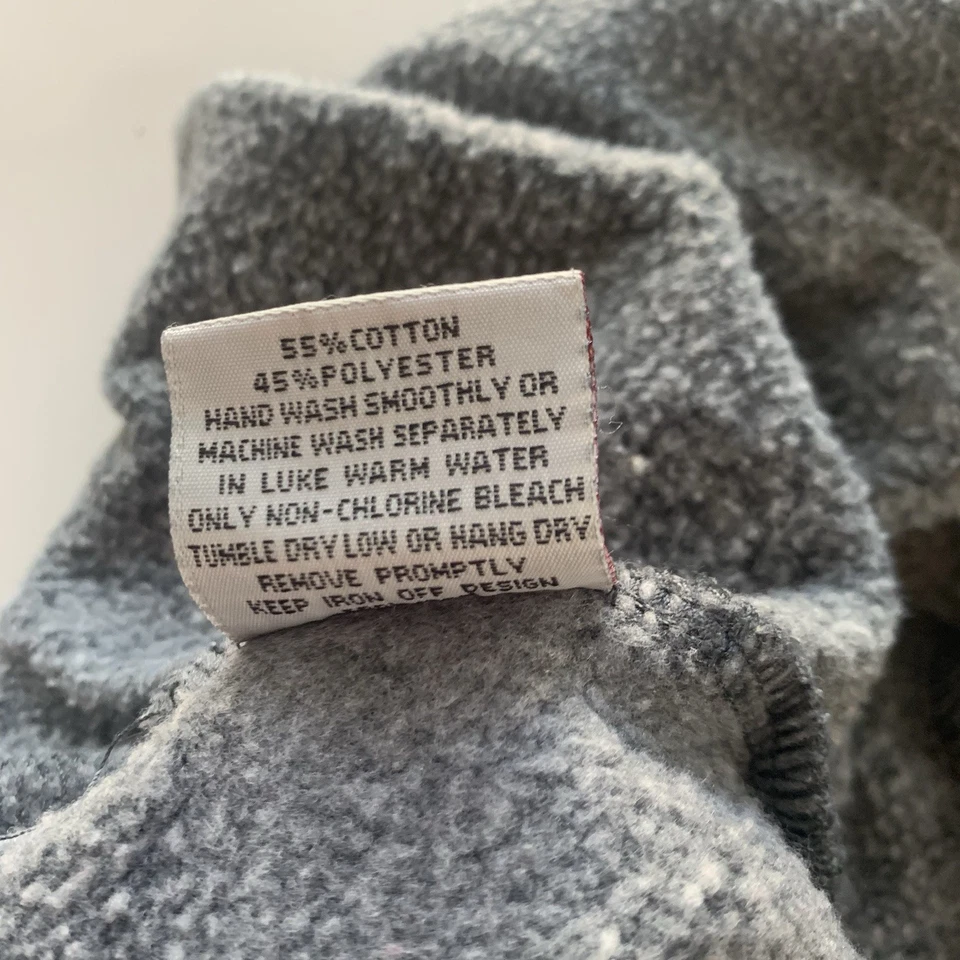 55%COTTON
45%POLYESTER
HAND WASH SMOOTHLY OR
MACHINE WASH SEPARATELY
IN LUKE WARM WATER
ONLY NON-CHLORINE BLEACH
TUMBLE DRY LOW OR HANG DRY
REMOVE PROMPTLY
KEEP IRON OFF DESIGN